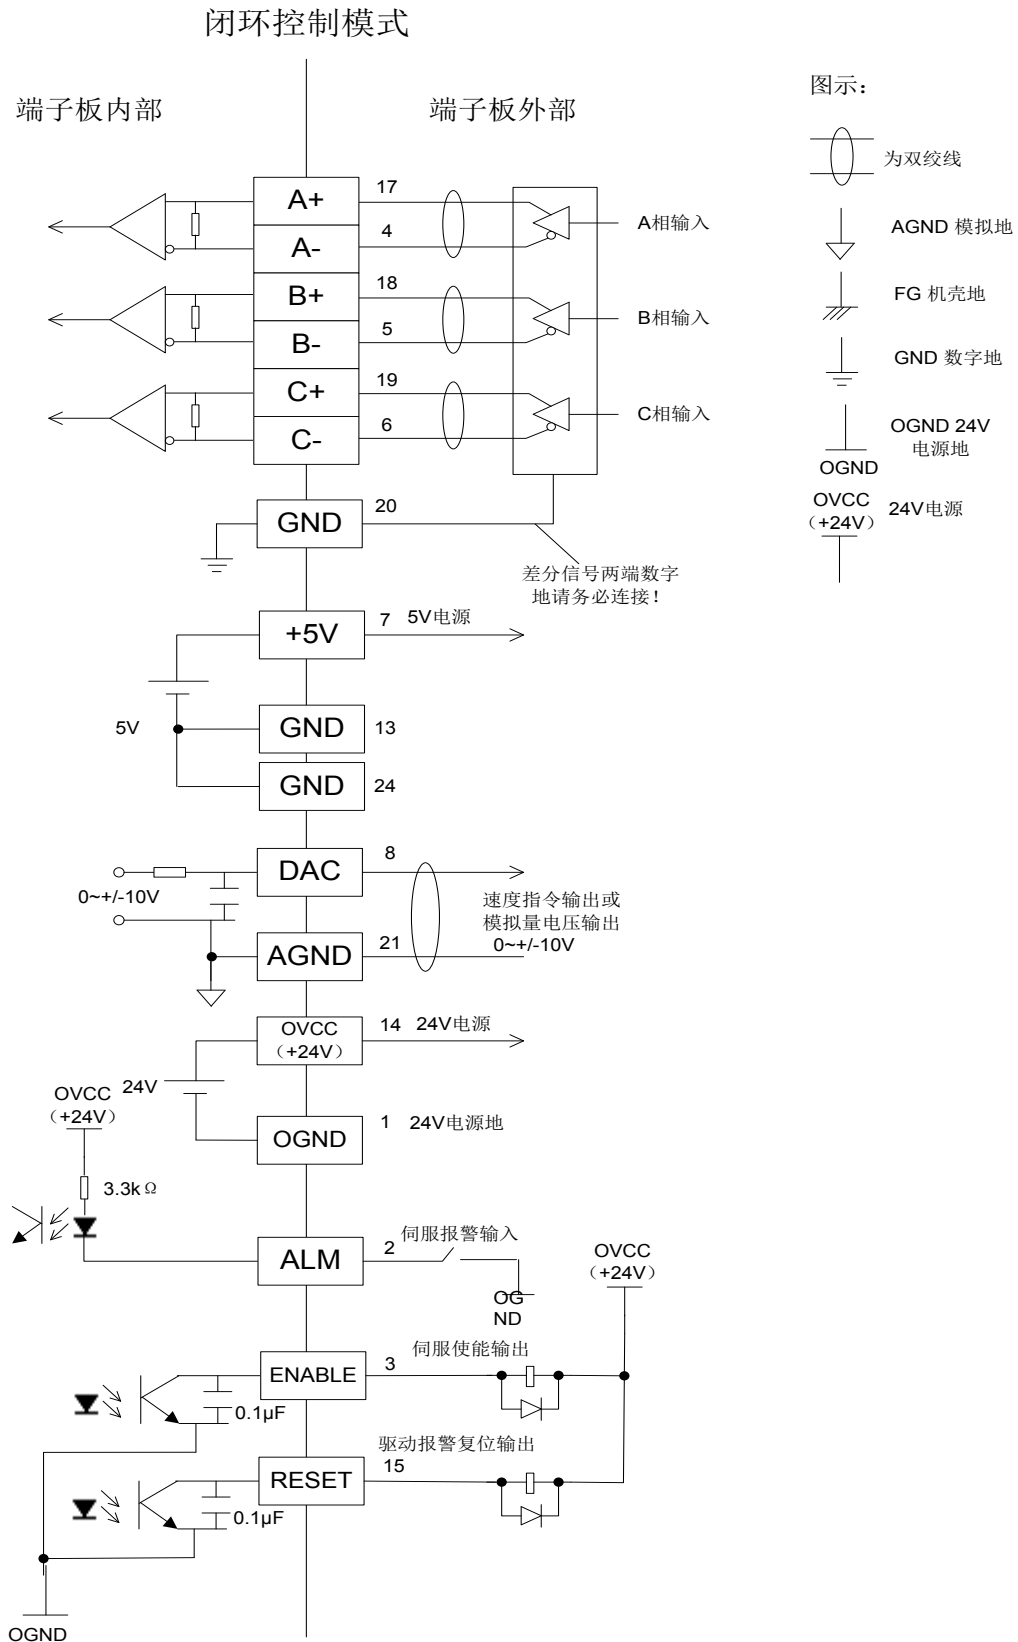 闭环控制模式
端子板内部
端子板外部
图示：
为双绞线
AGND 模拟地
FG 机壳地
GND 数字地
OGND 24V
电源地
OGND
OVCC
（+24V）
24V电源
A+
17
A-
4
A相输入
B+
18
B-
5
B相输入
C+
19
C-
6
C相输入
GND
20
差分信号两端数字
地请务必连接！
+5V
7
5V电源
5V
GND
13
GND
24
DAC
8
0~+/-10V
速度指令输出或
模拟量电压输出
0~+/-10V
AGND
21
OVCC
（+24V）
14
24V电源
24V
OVCC
（+24V）
OGND
1
24V电源地
3.3kΩ
ALM
2
伺服报警输入
OG
ND
OVCC
（+24V）
ENABLE
3
伺服使能输出
0.1µF
RESET
15
驱动报警复位输出
0.1µF
OGND